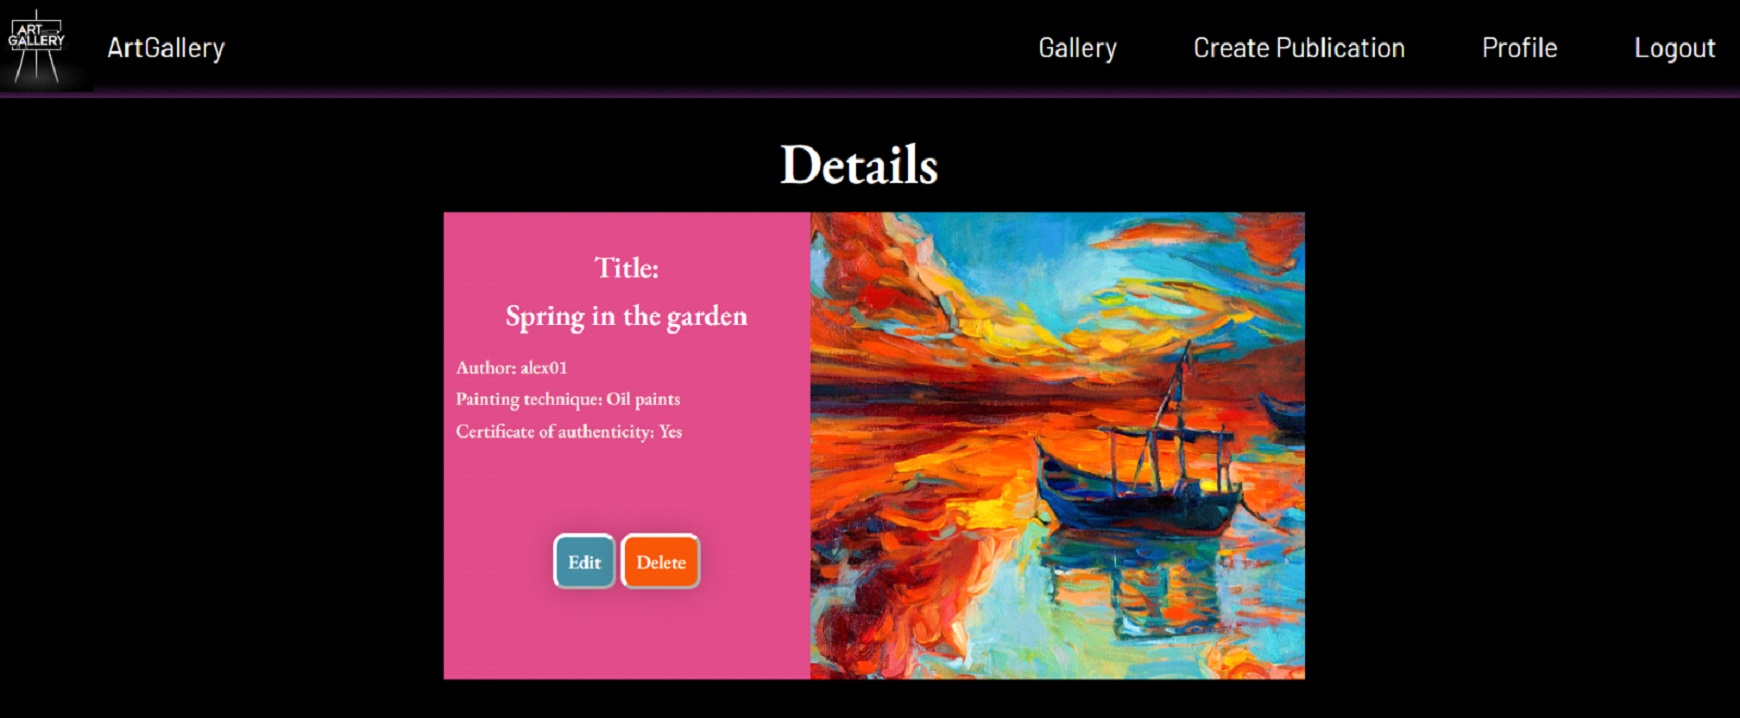 ART
GALLERY
ArtGallery
Gallery
Create Publication
Profile
Logout
Details
Title:
Spring in the garden
Author: alex01
Painting technique: Oil paints
Certificate of authenticity: Yes
Edit
Delete